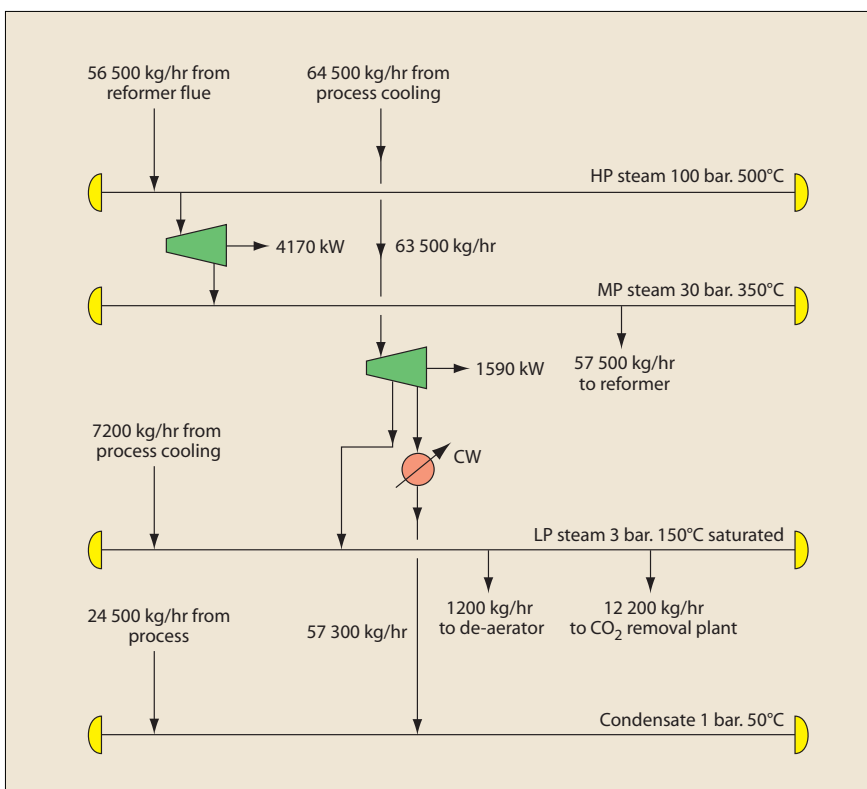 56 500 kg/hr from
reformer flue
64 500 kg/hr from
process cooling
HP steam 100 bar. 500°C
4170 kW
63 500 kg/hr
MP steam 30 bar. 350°C
1590 kW
57 500 kg/hr
to reformer
7200 kg/hr from
process cooling
CW
LP steam 3 bar. 150°C saturated
1200 kg/hr
to de-aerator
12 200 kg/hr
to CO₂ removal plant
24 500 kg/hr from
process
57 300 kg/hr
Condensate 1 bar. 50°C